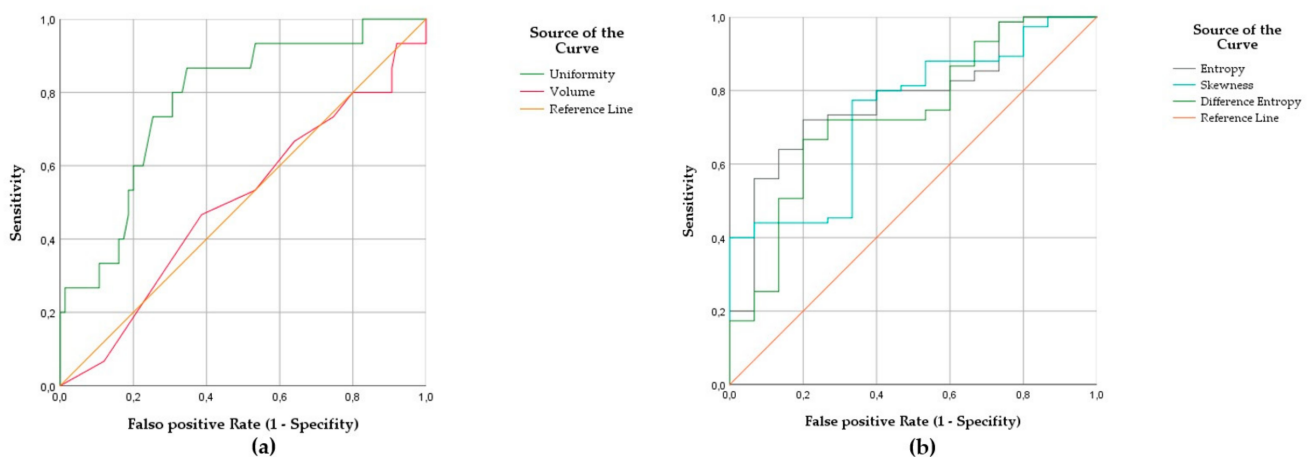 Source of the
Curve
Uniformity
Volume
Reference Line
Sensitivity
1,0
0,8
0,6
0,4
0,2
0,0
0,0 0,2 0,4 0,6 0,8 1,0
Falso positive Rate (1 - Specifity)
(a)
Source of the
Curve
Entropy
Skewness
Difference Entropy
Reference Line
Sensitivity
1,0
0,8
0,6
0,4
0,2
0,0
0,0 0,2 0,4 0,6 0,8 1,0
False positive Rate (1 - Specifity)
(b)